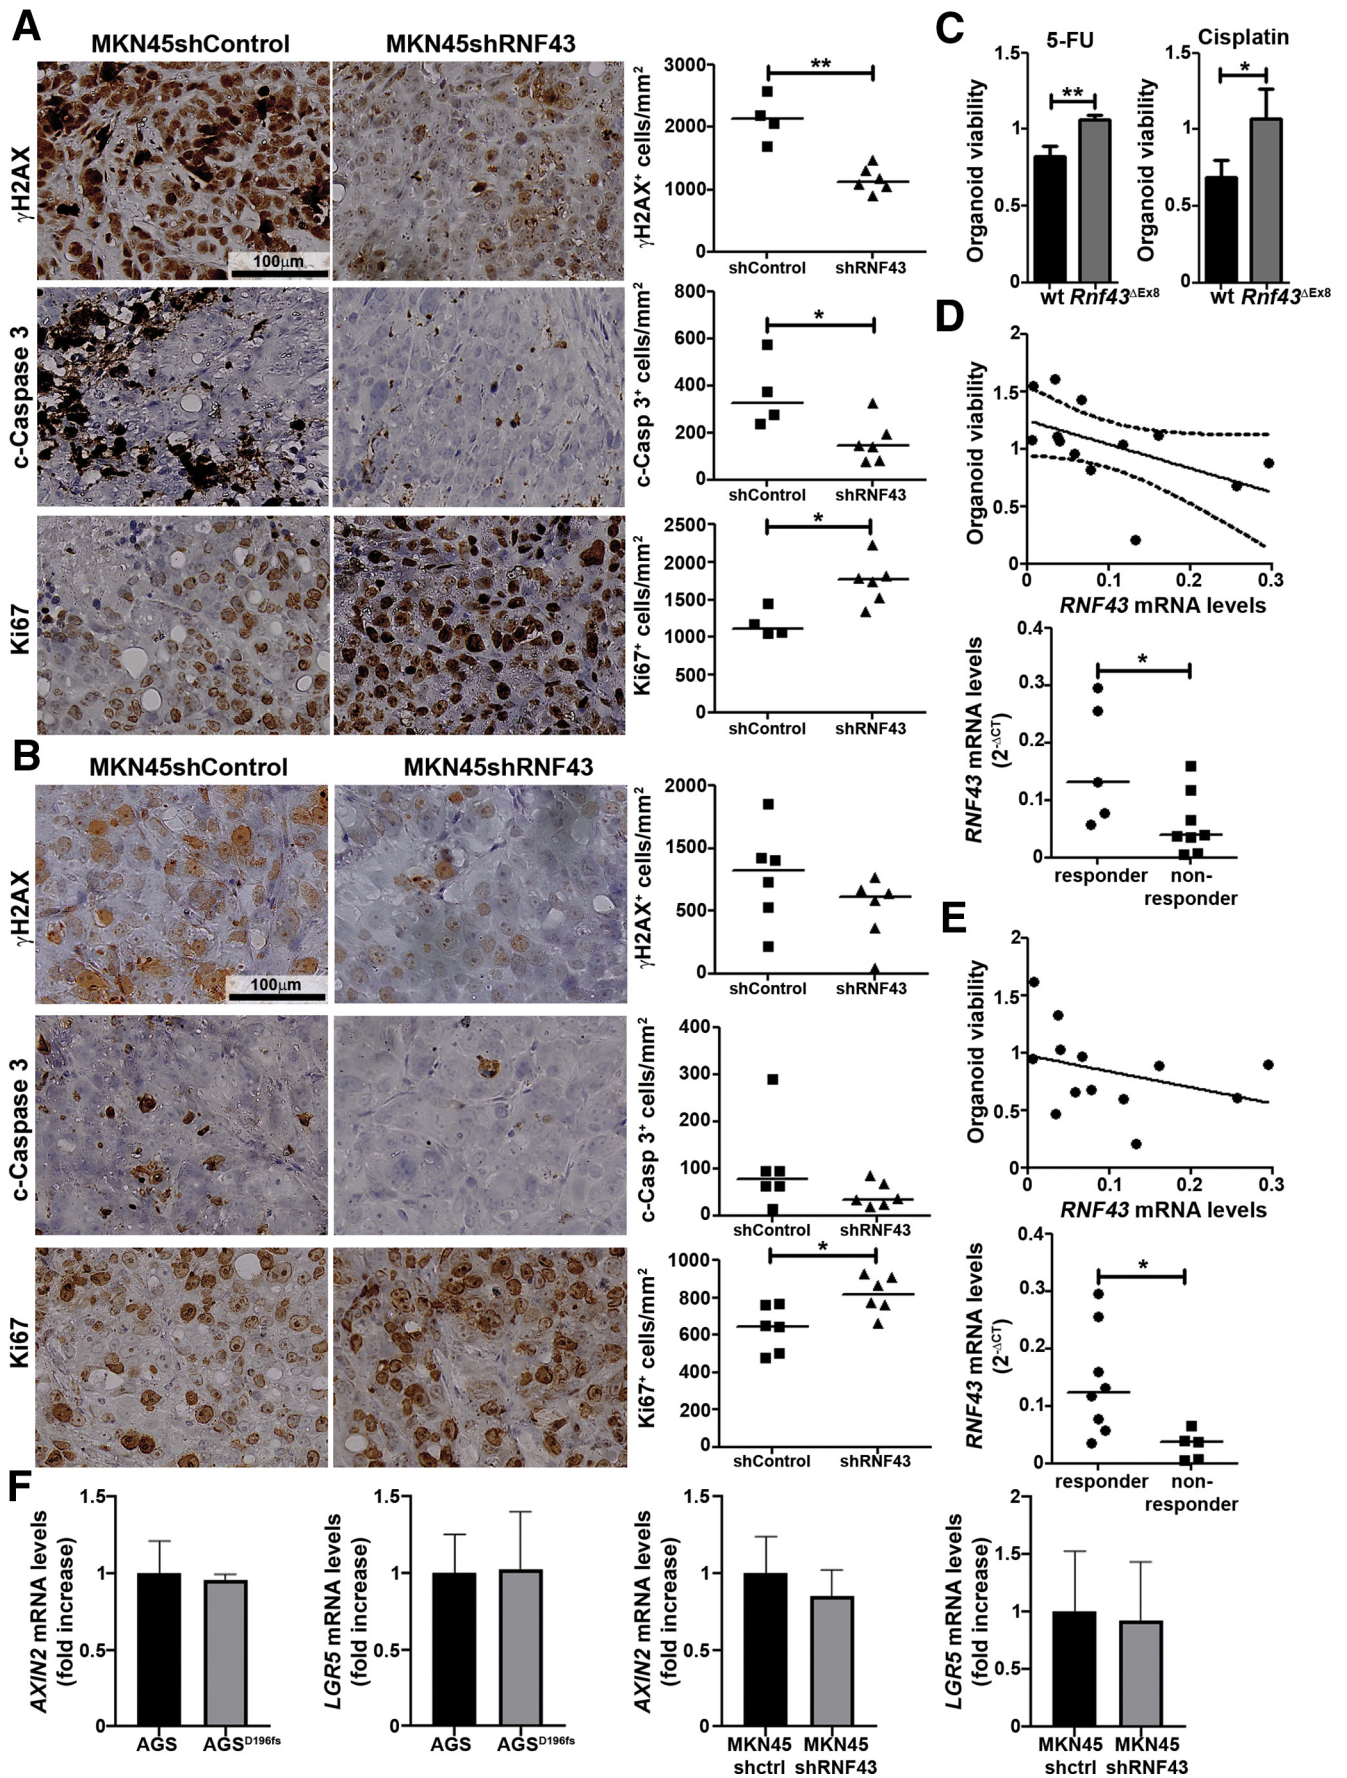 A
MKN45shControl
MKN45shRNF43
γH2AX
100μm
γH2AX⁺ cells/mm²
3000
2000
1000
0
**
shControl
shRNF43
c-Caspase 3
c-Casp 3⁺ cells/mm²
800
600
400
200
0
*
shControl
shRNF43
Ki67
Ki67⁺ cells/mm²
2500
2000
1500
1000
500
0
*
shControl
shRNF43
B
MKN45shControl
MKN45shRNF43
γH2AX
100μm
γH2AX⁺ cells/mm²
2000
1500
500
0
shControl
shRNF43
c-Caspase 3
c-Casp 3⁺ cells/mm²
400
300
200
100
0
shControl
shRNF43
Ki67
Ki67⁺ cells/mm²
1000
800
600
400
200
0
*
shControl
shRNF43
C
5-FU
Organoid viability
1.5
1
0.5
0
**
wt Rnf43ΔEx8
Cisplatin
Organoid viability
1.5
1
0.5
0
*
wt Rnf43ΔEx8
D
Organoid viability
2
1.5
1
0.5
0
0
0.1
0.2
0.3
RNF43 mRNA levels
RNF43 mRNA levels
(2-ΔCT)
0.4
0.3
0.2
0.1
0
*
responder
non-
responder
E
Organoid viability
2
1.5
1
0.5
0
0
0.1
0.2
0.3
RNF43 mRNA levels
RNF43 mRNA levels
(2-ΔCT)
0.4
0.3
0.2
0.1
0
*
responder
non-
responder
F
AXIN2 mRNA levels
(fold increase)
1.5
1
0.5
0
AGS
AGSD196fs
LGR5 mRNA levels
(fold increase)
1.5
1
0.5
0
AGS
AGSD196fs
AXIN2 mRNA levels
(fold increase)
1.5
1
0.5
0
MKN45
shctrl
MKN45
shRNF43
LGR5 mRNA levels
(fold increase)
2
1.5
1
0.5
0
MKN45
shctrl
MKN45
shRNF43